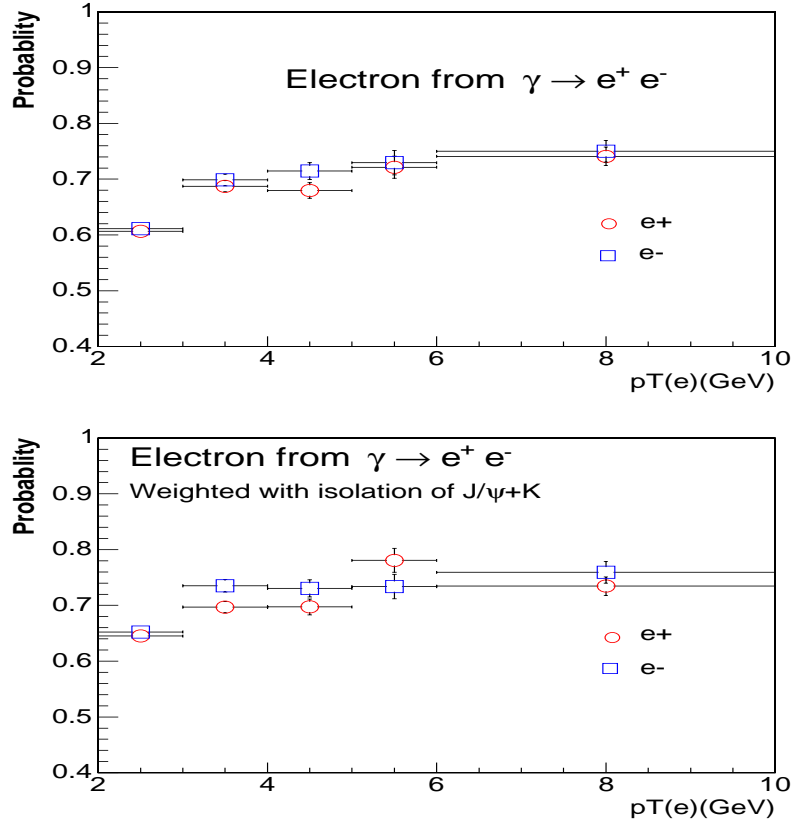 Probablity
1
0.9
0.8
0.7
0.6
0.5
0.4
Electron from γ → e⁺ e⁻
e+
e-
2 4 6 8 10
pT(e)(GeV)
Probablity
1
0.9
0.8
0.7
0.6
0.5
0.4
Electron from γ → e⁺ e⁻
Weighted with isolation of J/ψ+K
e+
e-
2 4 6 8 10
pT(e)(GeV)